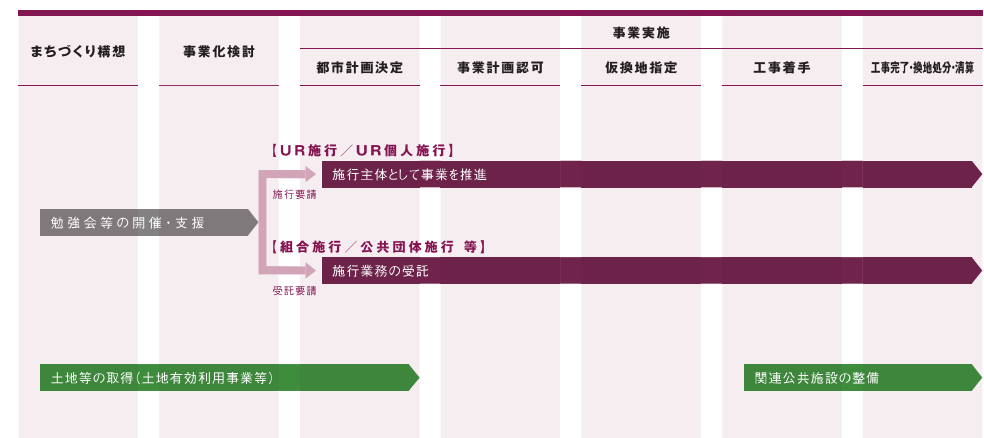 まちづくり構想
事業化検討
事業実施
都市計画決定
事業計画認可
仮換地指定
工事着手
工事完了・換地処分・清算
【UR施行／UR個人施行】
施行主体として事業を推進
施行要請
勉強会等の開催・支援
【組合施行／公共団体施行 等】
施行業務の受託
受託要請
土地等の取得（土地有効利用事業等）
関連公共施設の整備